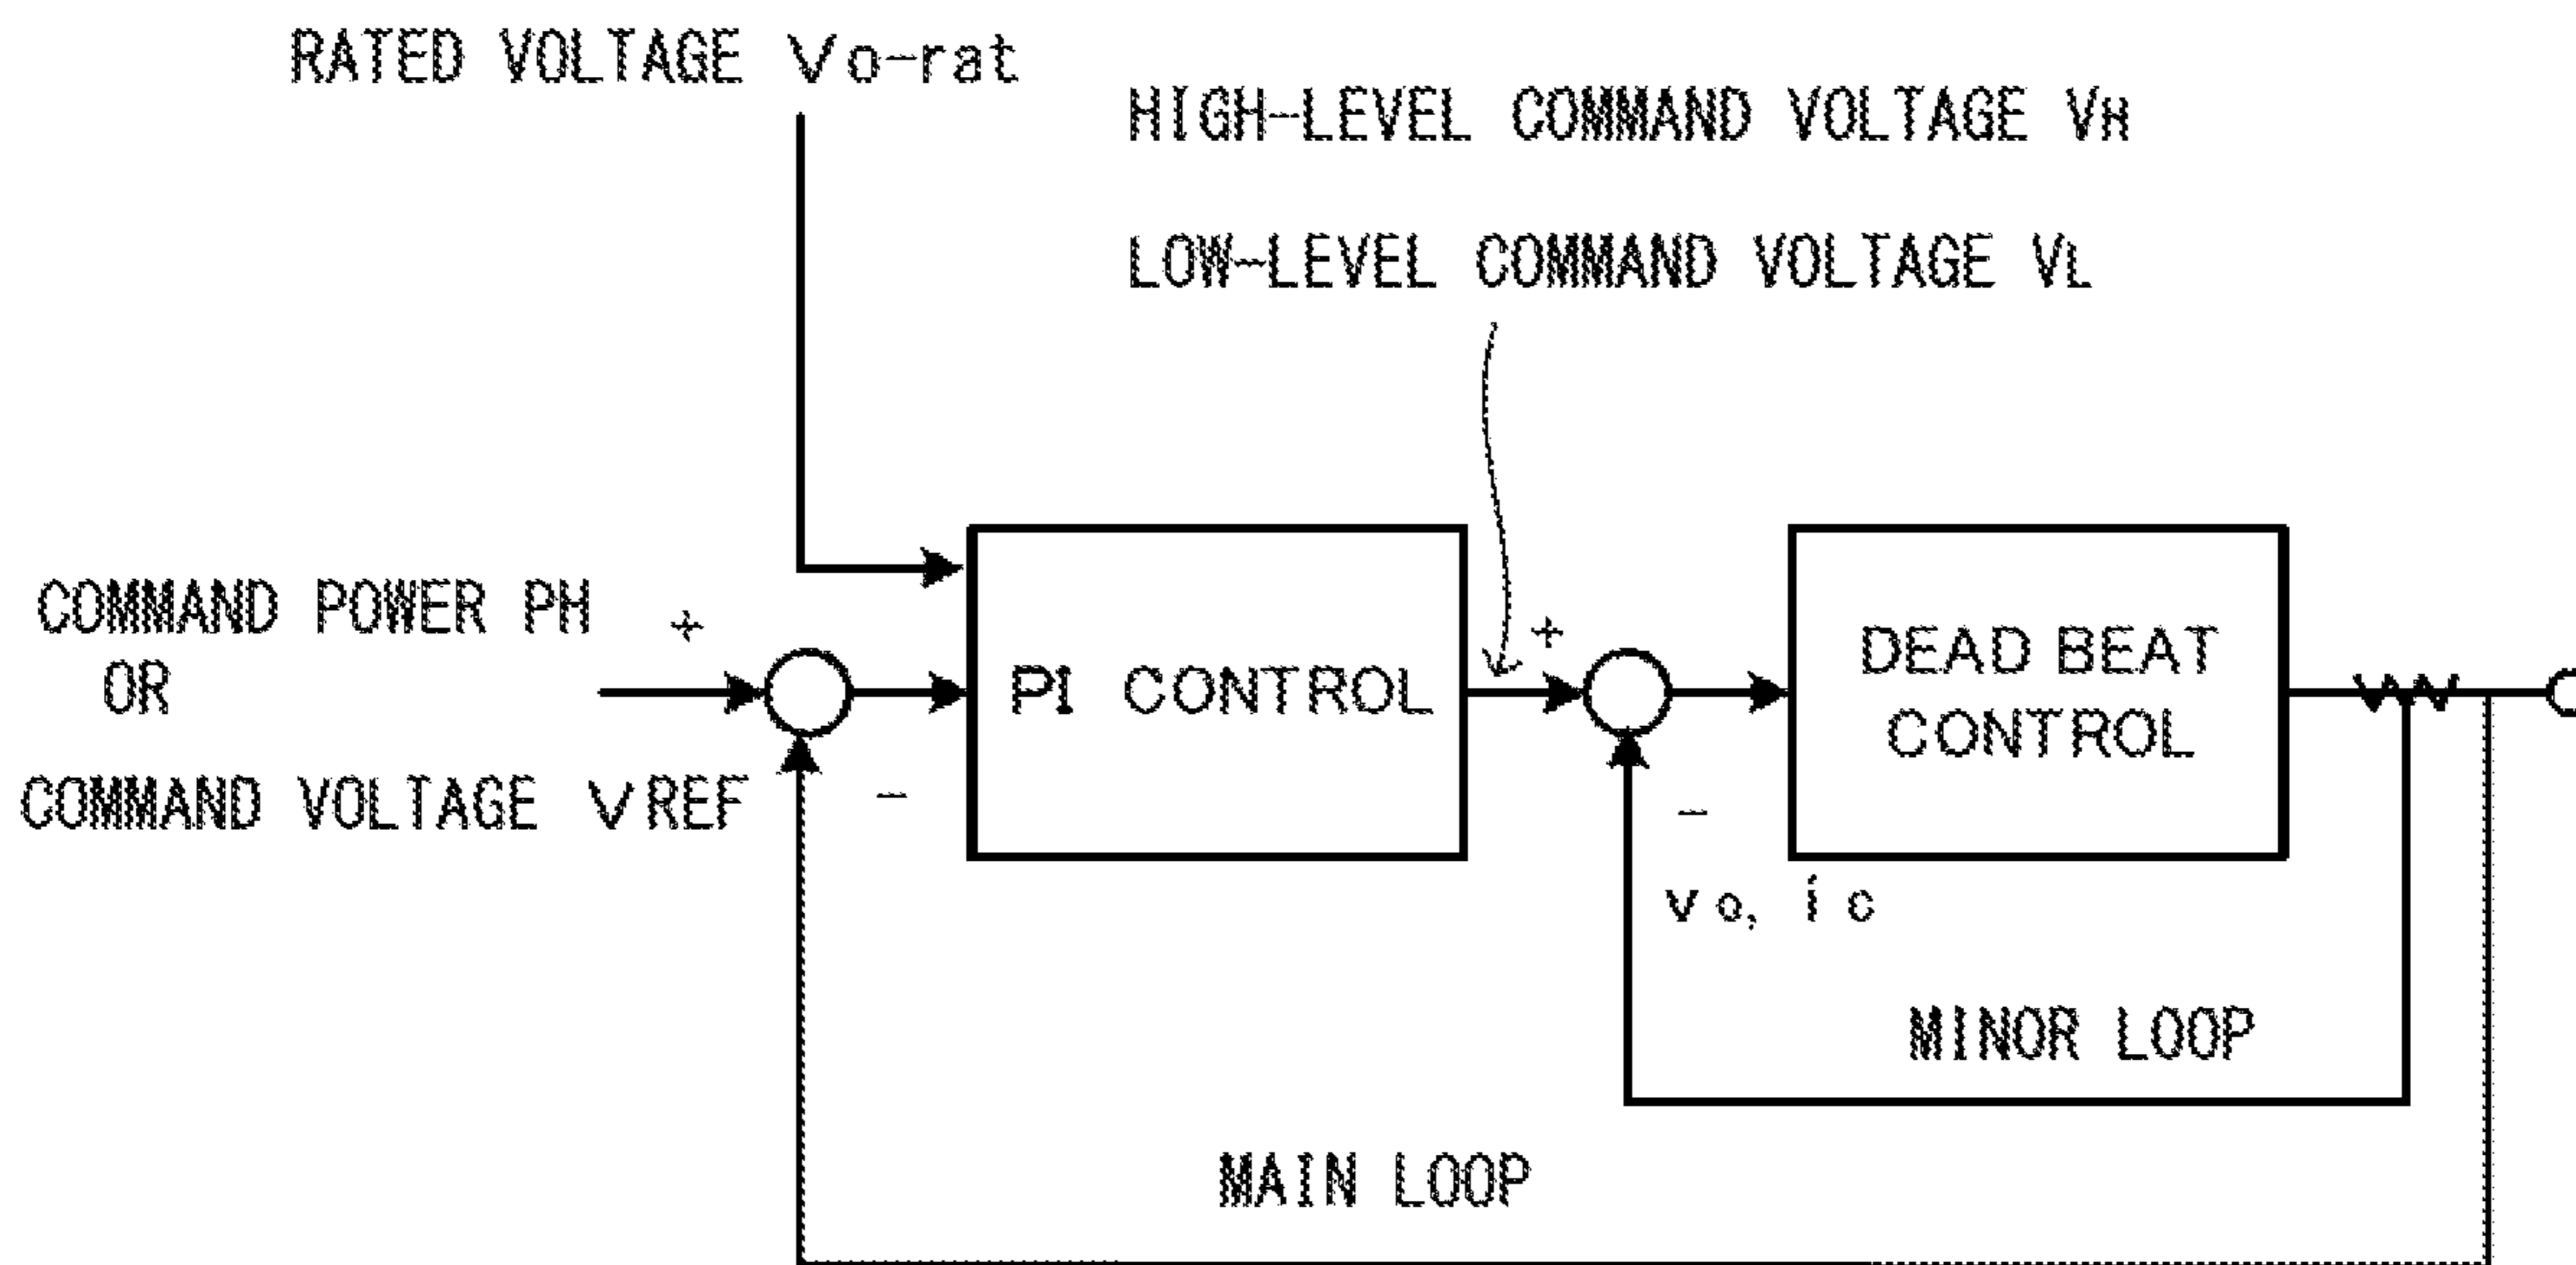 RATED VOLTAGE Vo-rat
HIGH-LEVEL COMMAND VOLTAGE VH
LOW-LEVEL COMMAND VOLTAGE VL
COMMAND POWER PH
OR
COMMAND VOLTAGE VREF
+
-
PI CONTROL
+
-
DEAD BEAT
CONTROL
vo, ic
MINOR LOOP
MAIN LOOP